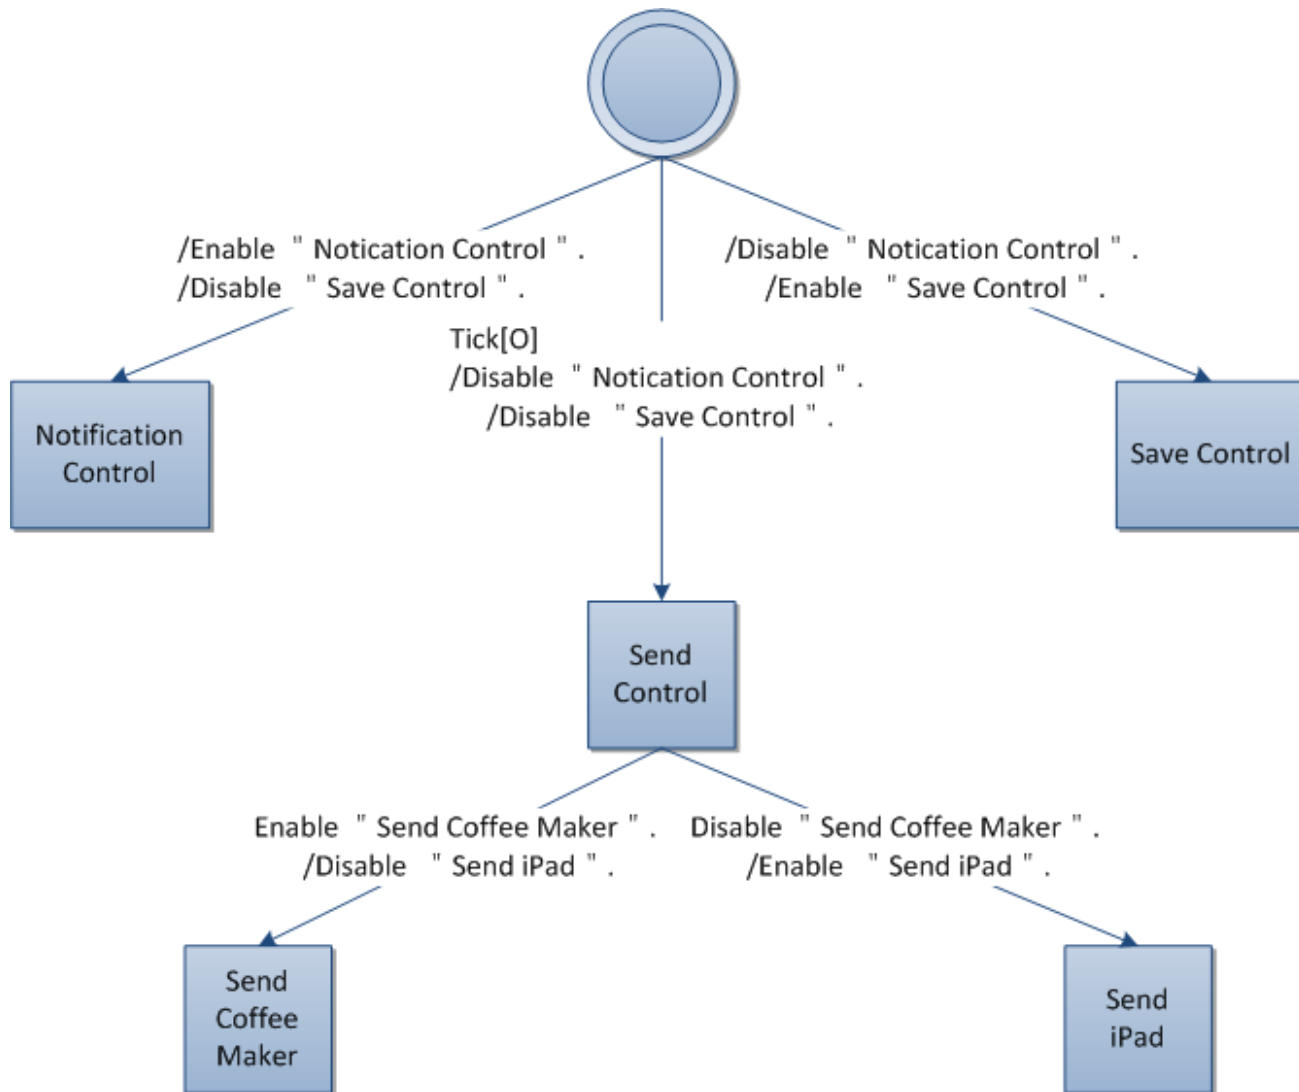 /Enable " Notication Control " .
/Disable " Save Control " .
/Disable " Notication Control " .
/Enable " Save Control " .
Tick[O]
/Disable " Notication Control " .
/Disable " Save Control " .
Notification
Control
Save Control
Send
Control
Enable " Send Coffee Maker " .
/Disable " Send iPad " .
Disable " Send Coffee Maker " .
/Enable " Send iPad " .
Send
Coffee
Maker
Send
iPad